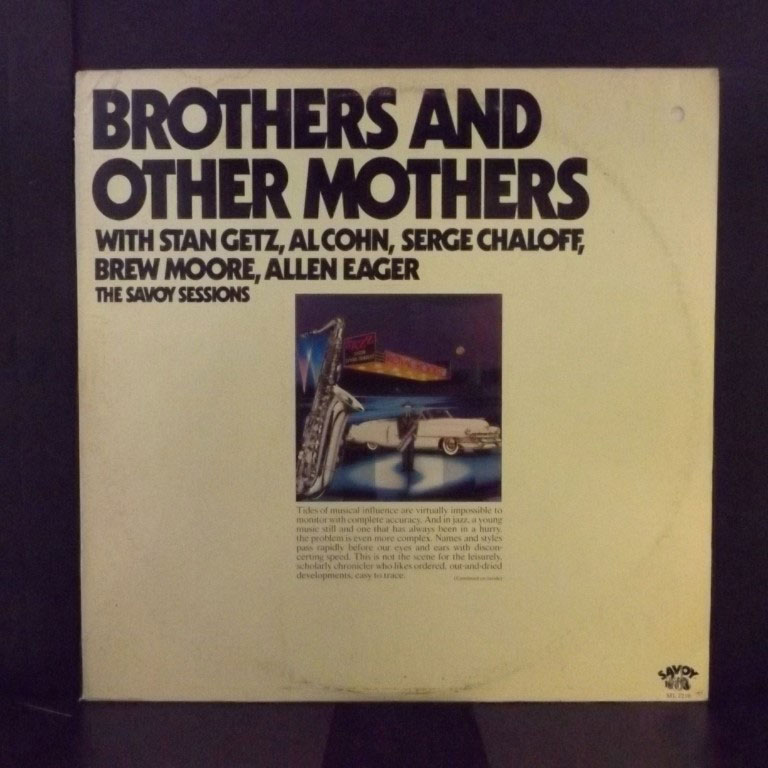 BROTHERS AND
OTHER MOTHERS
WITH STAN GETZ, AL COHN, SERGE CHALOFF,
BREW MOORE, ALLEN EAGER
THE SAVOY SESSIONS
Tides of musical influence are virtually impossible to
monitor with complete accuracy. And in jazz, a young
music still and one that has always been in a hurry,
the problem is even more complex. Names and styles
pass rapidly before our eyes and ears with discon-
certing speed. This is not the scene for the leisurely,
scholarly chronicler who likes ordered, out-and-dried
developments, easy to trace.
(Continued on inside)
SAVOY